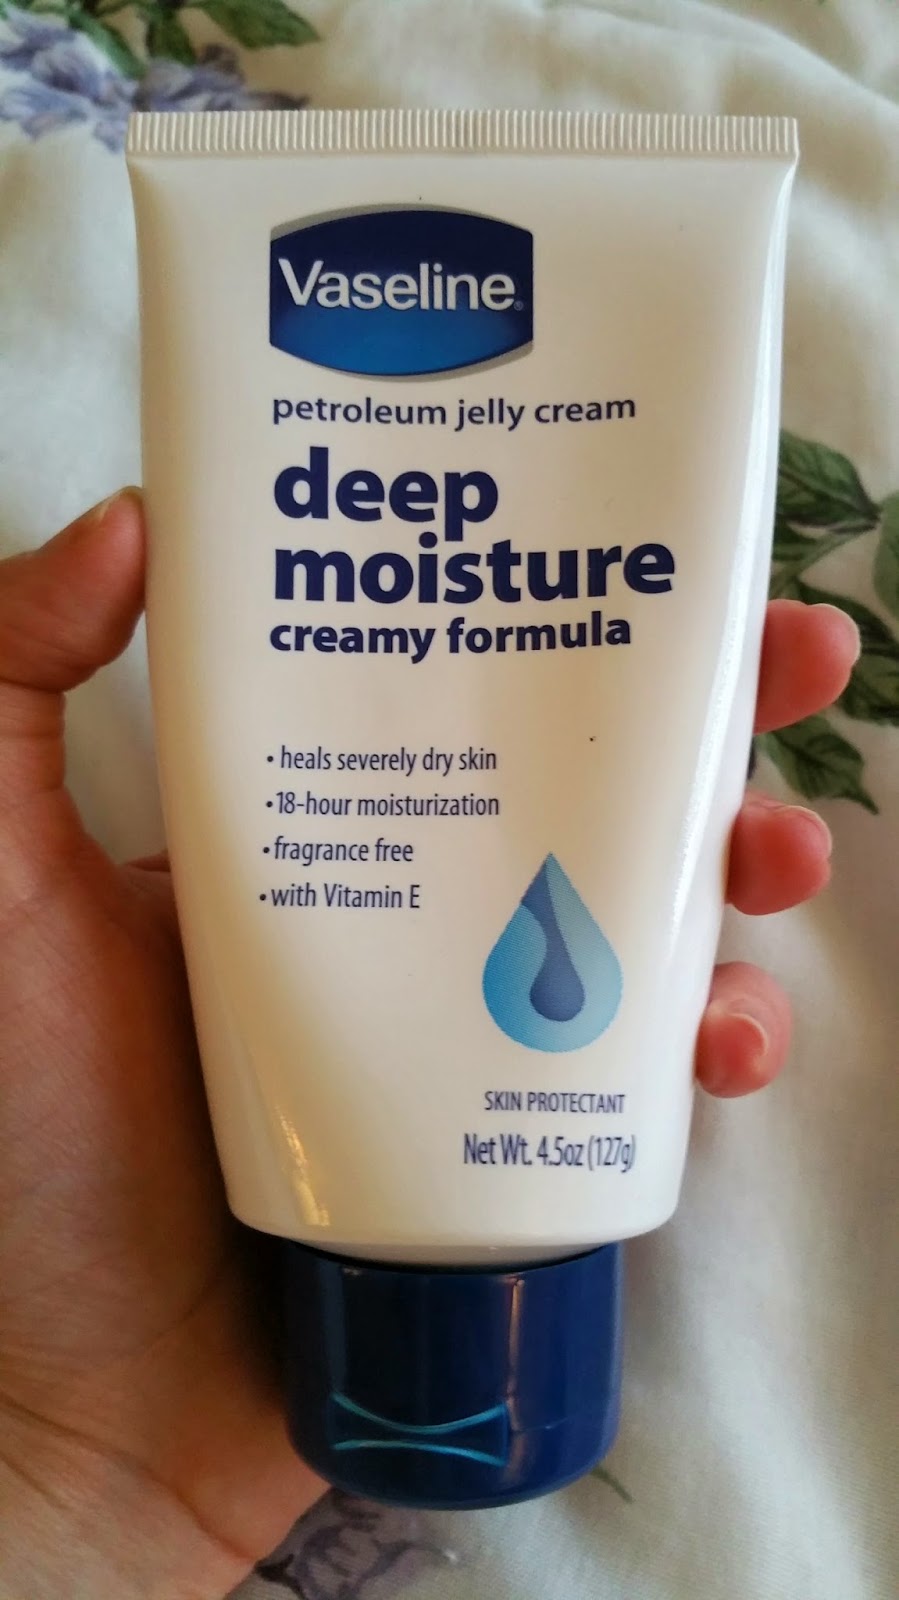 Vaseline®
petroleum jelly cream
deep
moisture
creamy formula
• heals severely dry skin
• 18-hour moisturization
• fragrance free
• with Vitamin E
SKIN PROTECTANT
Net Wt. 4.5oz (127g)